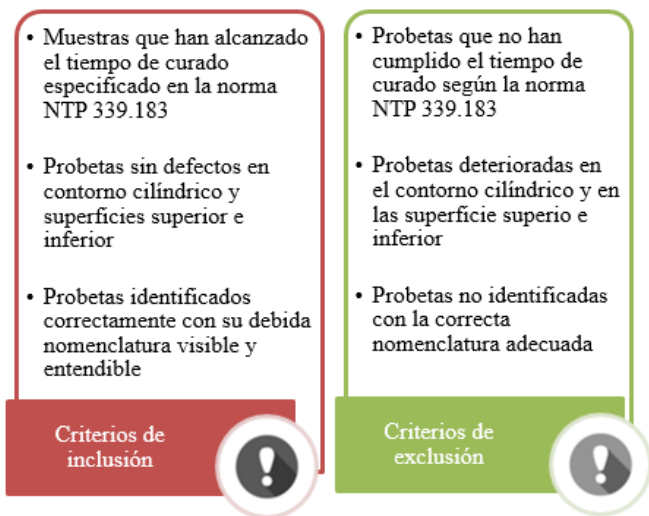 • Muestras que han alcanzado
el tiempo de curado
especificado en la norma
NTP 339.183
• Probetas sin defectos en
contorno cilíndrico y
superficies superior e
inferior
• Probetas identificados
correctamente con su debida
nomenclatura visible y
entendible
Criterios de
inclusión
• Probetas que no han
cumplido el tiempo de
curado según la norma
NTP 339.183
• Probetas deterioradas en
el contorno cilíndrico y en
las superficie superio e
inferior
• Probetas no identificadas
con la correcta
nomenclatura adecuada
Criterios de
exclusión